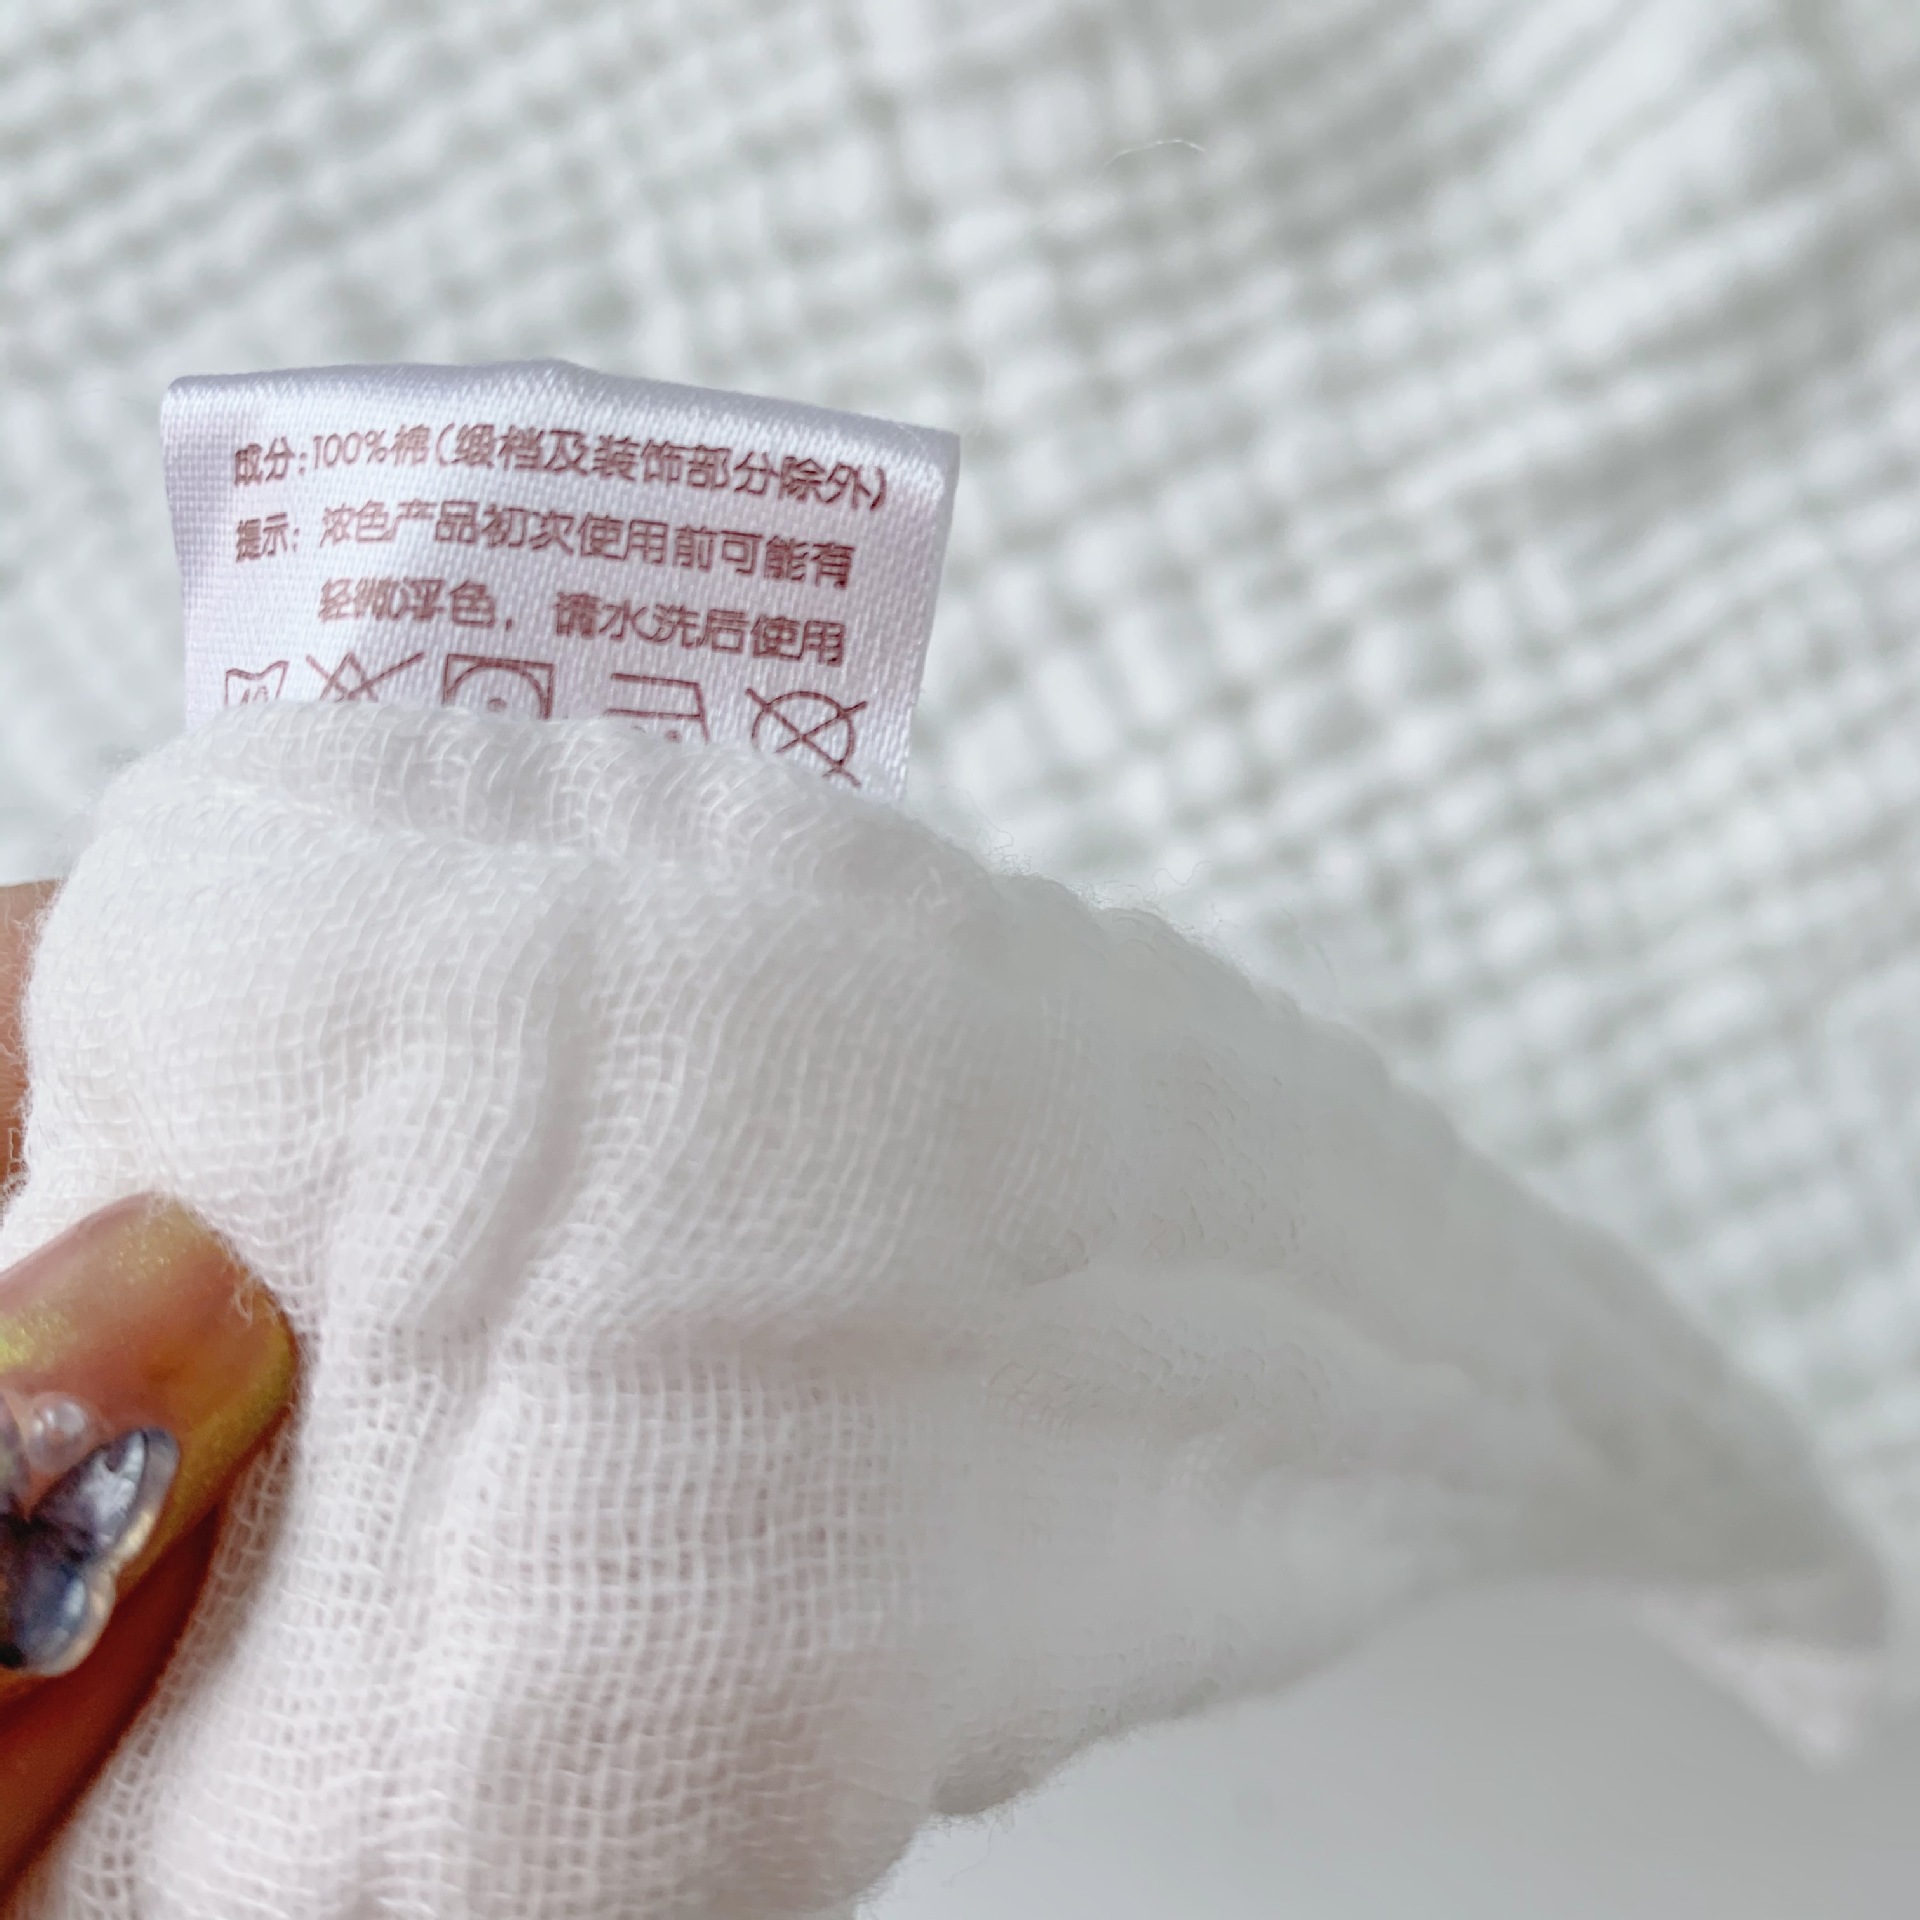 成分:100%棉(缎档及装饰部分除外)
提示: 浓色产品初次使用前可能有
轻微浮色，请水洗后使用
40